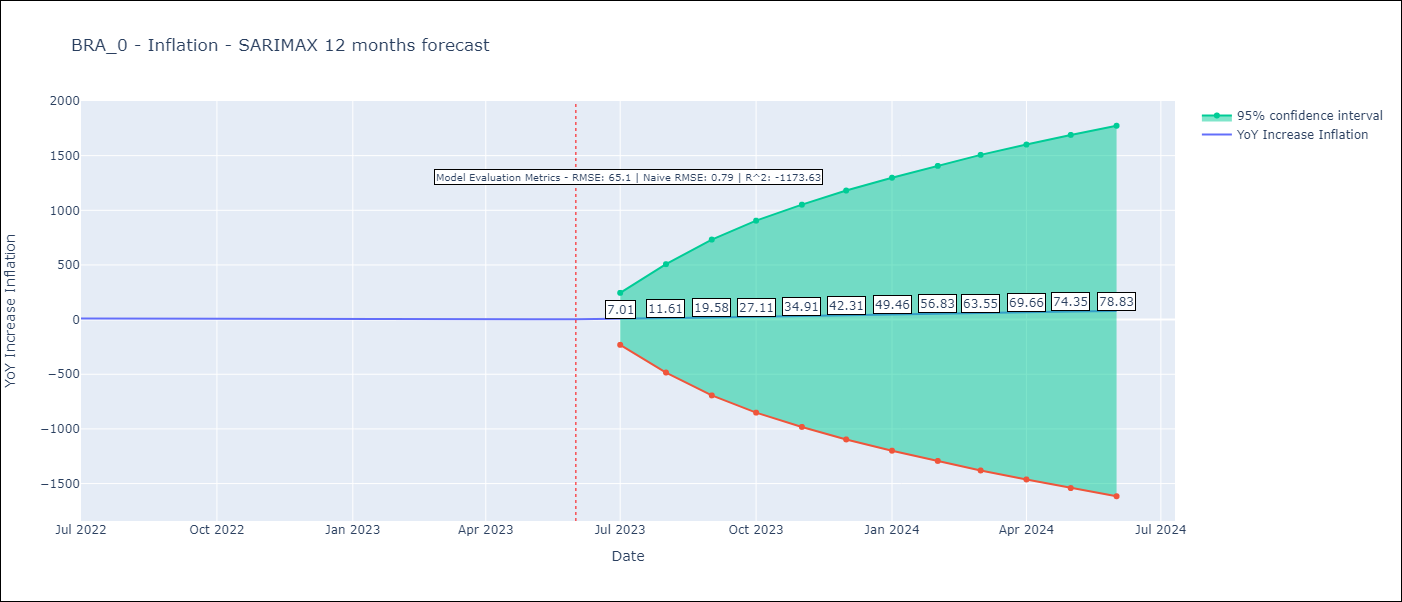 BRA_0 - Inflation - SARIMAX 12 months forecast
2000
1500
1000
500
0
−500
−1000
−1500
YoY Increase Inflation
Model Evaluation Metrics - RMSE: 65.1 | Naive RMSE: 0.79 | R^2: -1173.63
7.01
11.61
19.58
27.11
34.91
42.31
49.46
56.83
63.55
69.66
74.35
78.83
Jul 2022
Oct 2022
Jan 2023
Apr 2023
Jul 2023
Oct 2023
Jan 2024
Apr 2024
Jul 2024
Date
95% confidence interval
YoY Increase Inflation